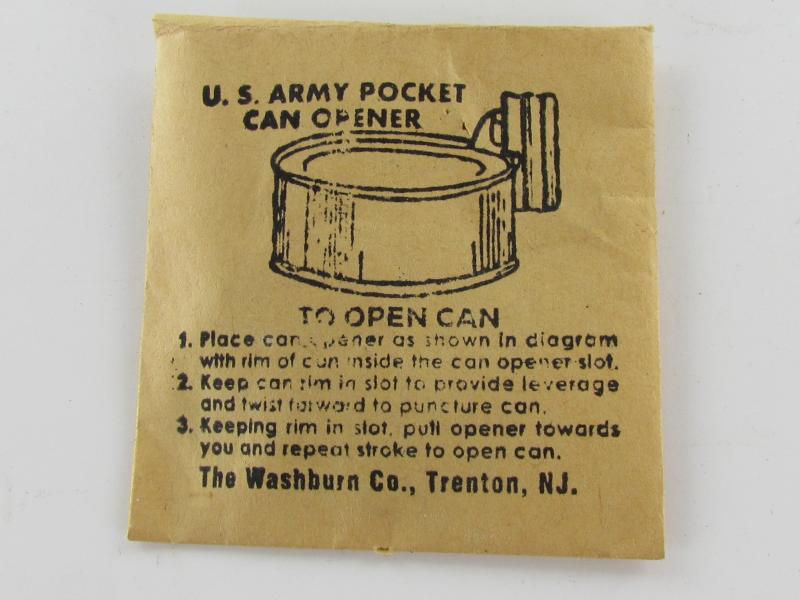 U. S. ARMY POCKET
CAN OPENER
TO OPEN CAN
1. Place can opener as shown in diagram
with rim of can inside the can opener slot.
2. Keep can rim in slot to provide leverage
and twist forward to puncture can.
3. Keeping rim in slot, pull opener towards
you and repeat stroke to open can.
The Washburn Co., Trenton, NJ.